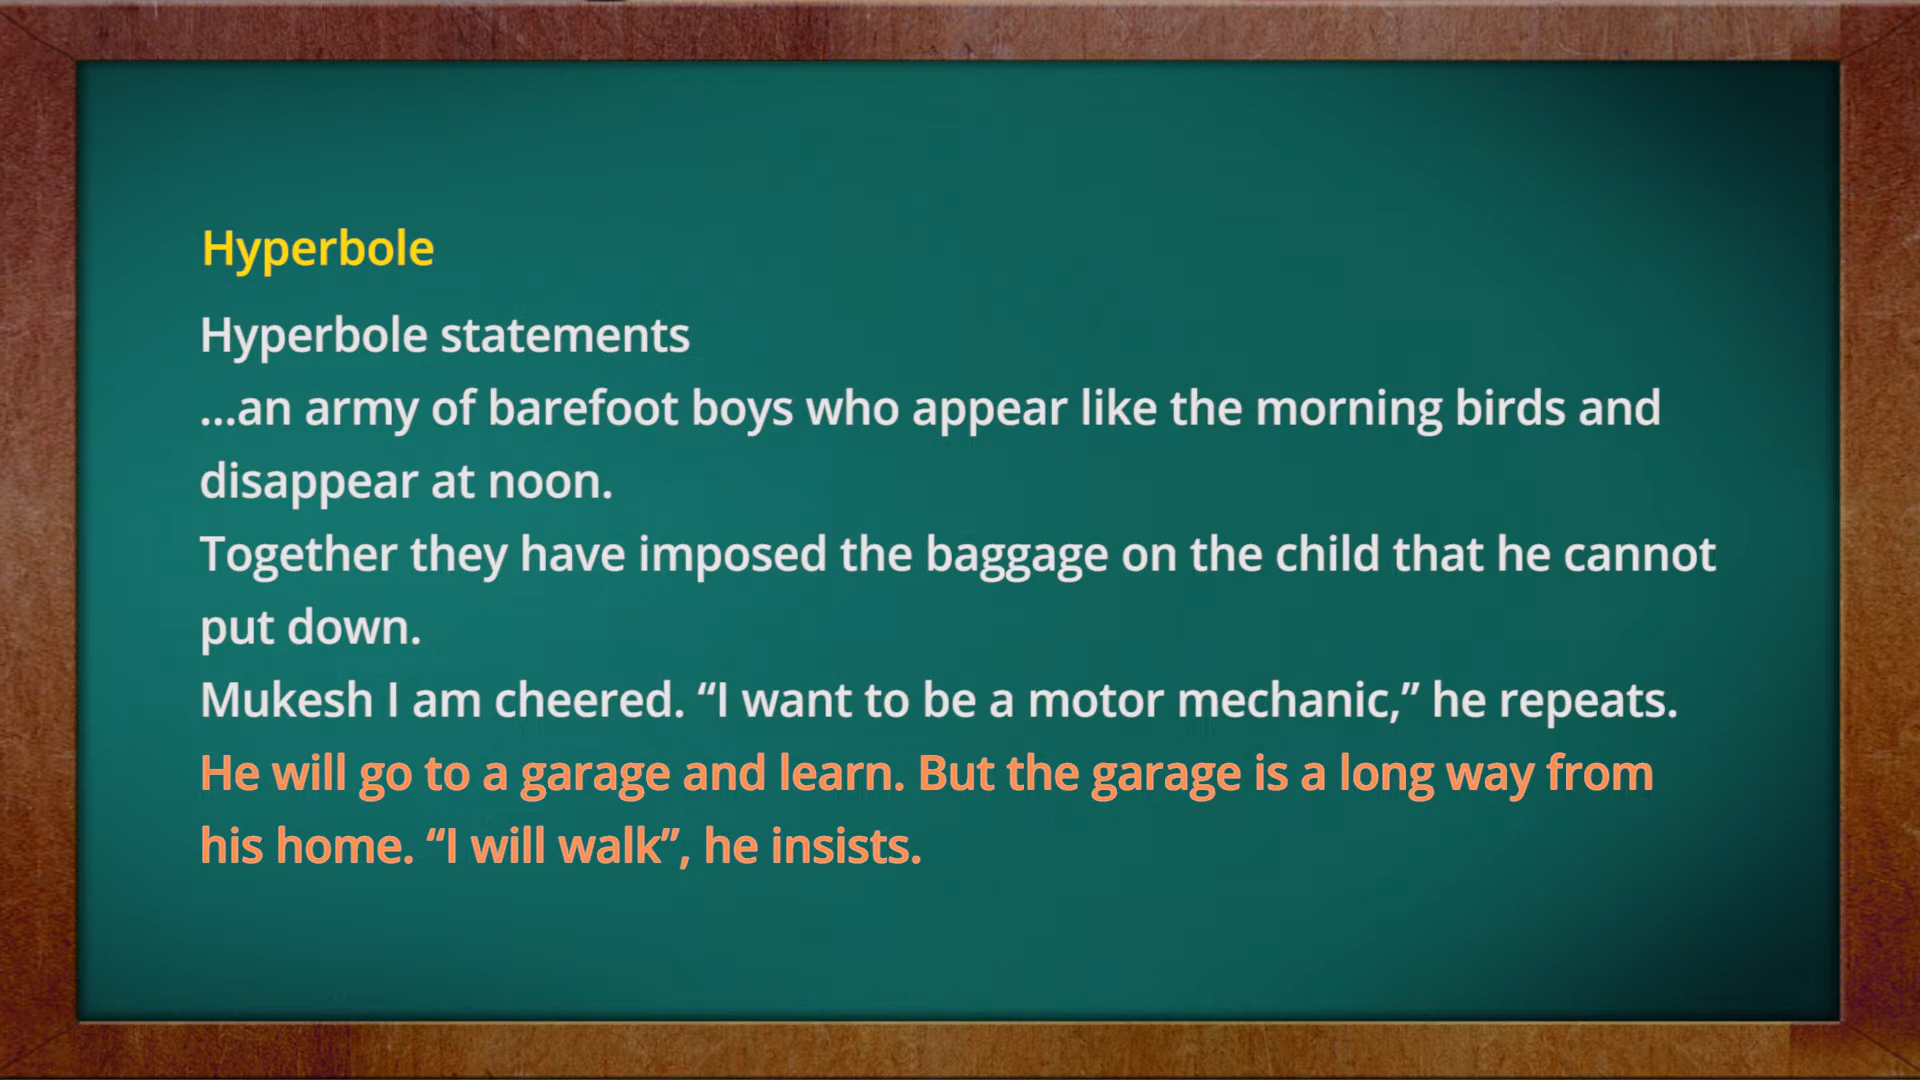 Hyperbole
Hyperbole statements
...an army of barefoot boys who appear like the morning birds and
disappear at noon.
Together they have imposed the baggage on the child that he cannot
put down.
Mukesh I am cheered. “I want to be a motor mechanic,” he repeats.
He will go to a garage and learn. But the garage is a long way from
his home. “I will walk”, he insists.